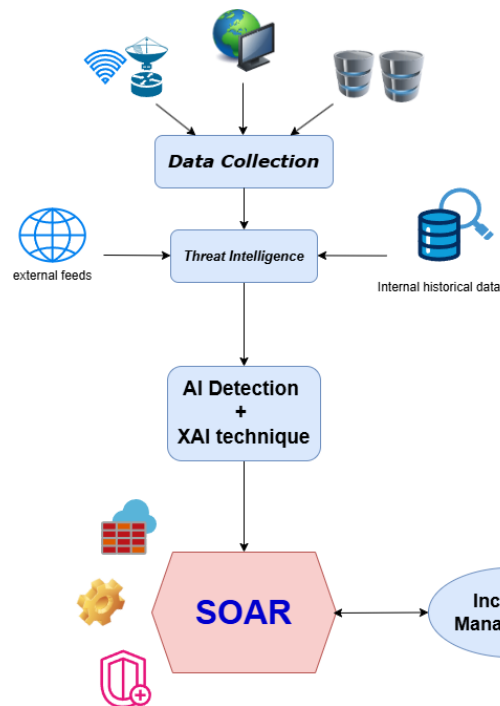 Data Collection
Threat Intelligence
external feeds
Internal historical data
AI Detection
+
XAI technique
SOAR